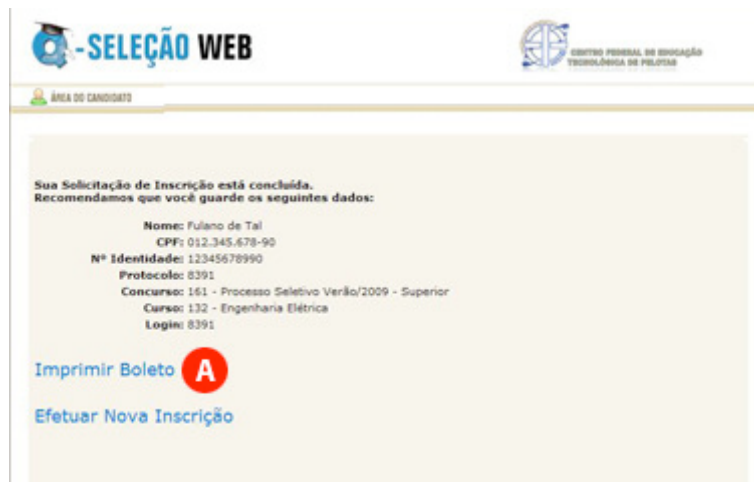 -SELEÇÃO WEB
CENTRO FEDERAL DE EDUCAÇÃO
TECNOLÓGICA DE PELOTAS
ÁREA DO CANDIDATO
Sua Solicitação de Inscrição está concluída.
Recomendamos que você guarde os seguintes dados:
Nome: Fulano de Tal
CPF: 012.345.678-90
Nº Identidade: 12345678990
Protocolo: 8391
Concurso: 161 - Processo Seletivo Verão/2009 - Superior
Curso: 132 - Engenharia Elétrica
Login: 8391
Imprimir Boleto A
Efetuar Nova Inscrição